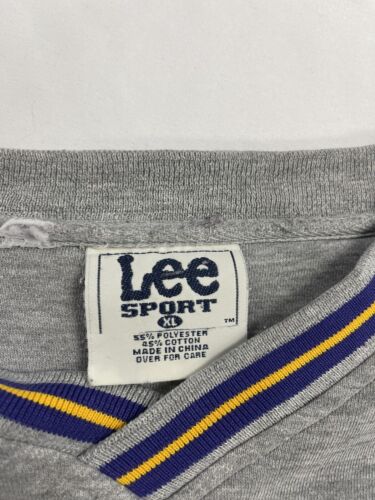 Lee
SPORT
XL
TM
55% POLYESTER
45% COTTON
MADE IN CHINA
OVER FOR CARE